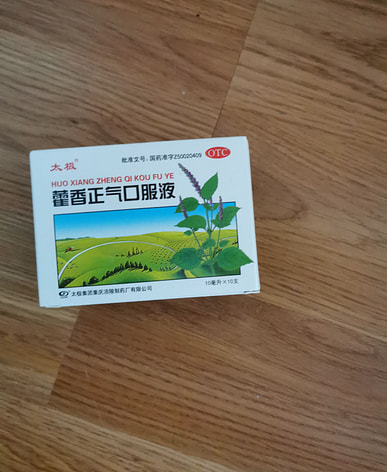 太极®
批准文号：国药准字Z50020409
OTC
HUO XIANG ZHENG QI KOU FU YE
藿香正气口服液
太极集团重庆涪陵制药厂有限公司
10毫升×10支